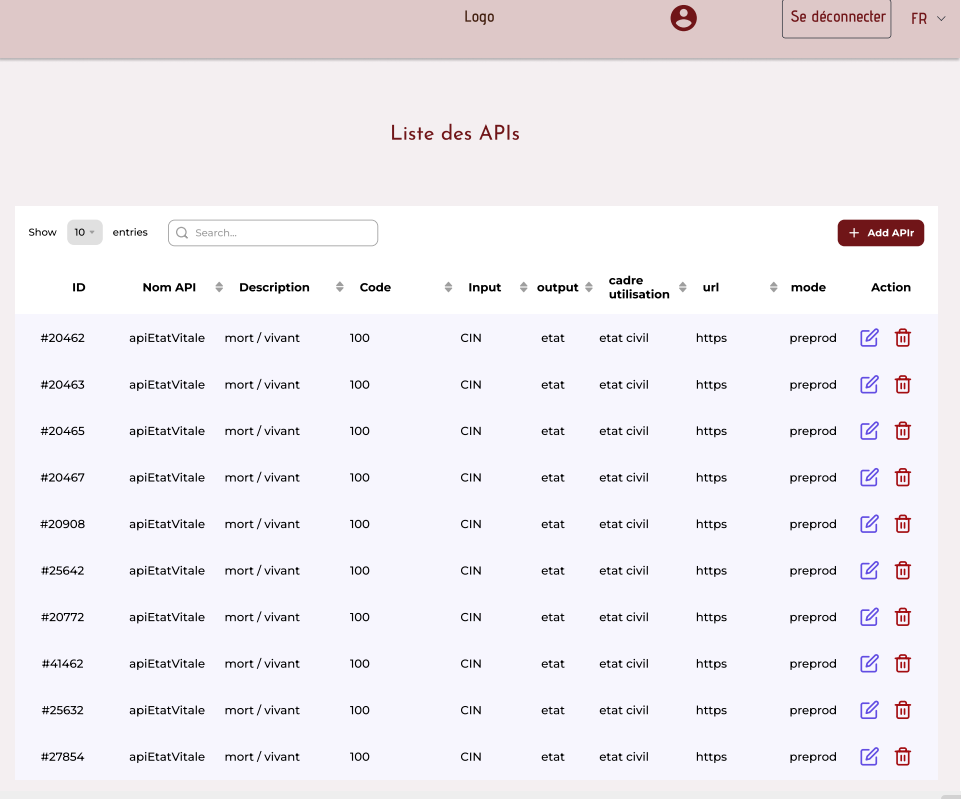 Logo
Se déconnecter
FR
Liste des APIs
Show 10 entries Search... + Add APIr
ID Nom API Description Code Input output cadre utilisation url mode Action
#20462 apiEtatVitale mort / vivant 100 CIN etat etat civil https preprod
#20463 apiEtatVitale mort / vivant 100 CIN etat etat civil https preprod
#20465 apiEtatVitale mort / vivant 100 CIN etat etat civil https preprod
#20467 apiEtatVitale mort / vivant 100 CIN etat etat civil https preprod
#20908 apiEtatVitale mort / vivant 100 CIN etat etat civil https preprod
#25642 apiEtatVitale mort / vivant 100 CIN etat etat civil https preprod
#20772 apiEtatVitale mort / vivant 100 CIN etat etat civil https preprod
#41462 apiEtatVitale mort / vivant 100 CIN etat etat civil https preprod
#25632 apiEtatVitale mort / vivant 100 CIN etat etat civil https preprod
#27854 apiEtatVitale mort / vivant 100 CIN etat etat civil https preprod